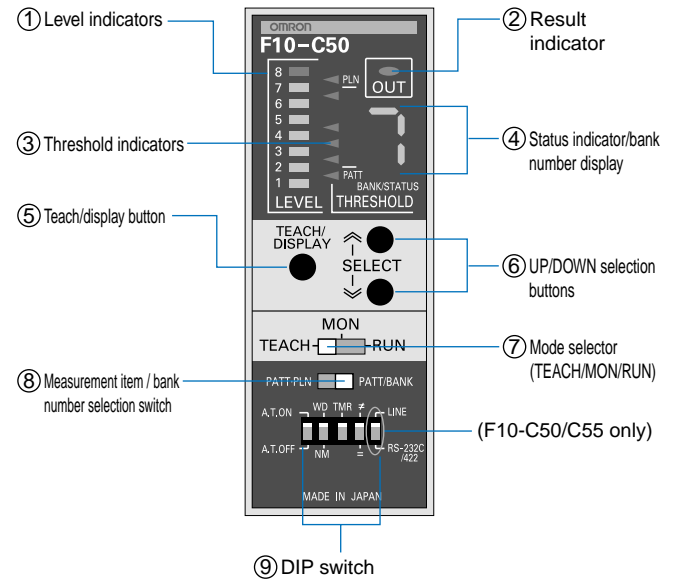 ① Level indicators
② Result
indicator
③ Threshold indicators
④ Status indicator/bank
number display
⑤ Teach/display button
⑥ UP/DOWN selection
buttons
⑦ Mode selector
(TEACH/MON/RUN)
⑧ Measurement item / bank
number selection switch
(F10-C50/C55 only)
⑨ DIP switch
OMRON
F10-C50
8
7
6
5
4
3
2
1
PLN
OUT
PATT
BANK/STATUS
LEVEL THRESHOLD
TEACH/
DISPLAY
SELECT
MON
TEACH RUN
PATT·PLN PATT/BANK
A.T.ON WD TMR ≠ LINE
A.T.OFF NM = RS-232C
/422
MADE IN JAPAN